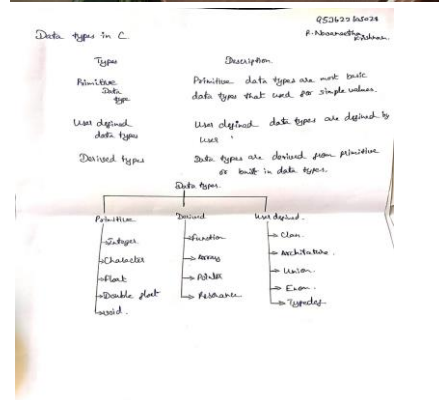 Data types in C.
Types Description
Primitive Data type Primitive data types are most basic
data types that used for simple values.
User defined data types User defined data types are defined by
user.
Derived types Data types are derived from primitive
or built in data types.
Data types
Primitive Derived User defined.
Integer Function Class.
Character Array Architature.
Float Pointer Union.
Double float Referance Enom.
void. Typedef.